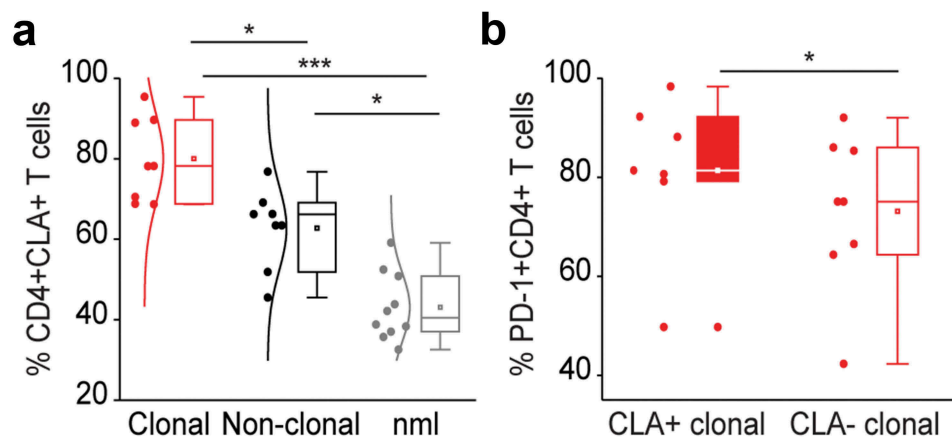 a
*
***
*
% CD4+CLA+ T cells
100
80
60
40
20
Clonal Non-clonal nml
b
*
% PD-1+CD4+ T cells
100
80
60
40
CLA+ clonal CLA- clonal